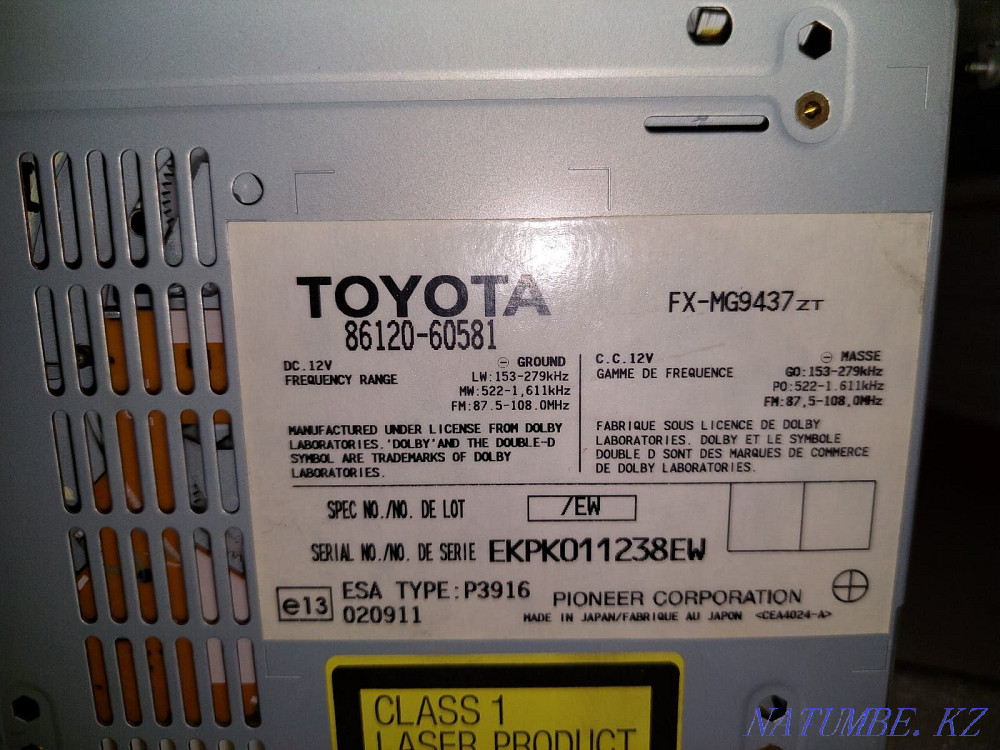 TOYOTA
86120-60581
FX-MG9437ZT
DC.12V ⊖ GROUND
FREQUENCY RANGE LW:153-279kHz
MW:522-1,611kHz
FM:87.5-108.0MHz
MANUFACTURED UNDER LICENSE FROM DOLBY
LABORATORIES.'DOLBY'AND THE DOUBLE-D
SYMBOL ARE TRADEMARKS OF DOLBY
LABORATORIES.
C.C.12V ⊖ MASSE
GAMME DE FREQUENCE GO:153-279kHz
PO:522-1.611kHz
FM:87,5-108,0MHz
FABRIQUE SOUS LICENCE DE DOLBY
LABORATORIES. DOLBY ET LE SYMBOLE
DOUBLE D SONT DES MARQUES DE COMMERCE
DE DOLBY LABORATORIES.
SPEC NO./NO. DE LOT /EW
SERIAL NO./NO. DE SERIE EKPK011238EW
e13 ESA TYPE:P3916
020911
PIONEER CORPORATION
MADE IN JAPAN/FABRIQUE AU JAPON <CEA4024-A>
CLASS 1
LASER PRODUCT
NATUMBE. KZ